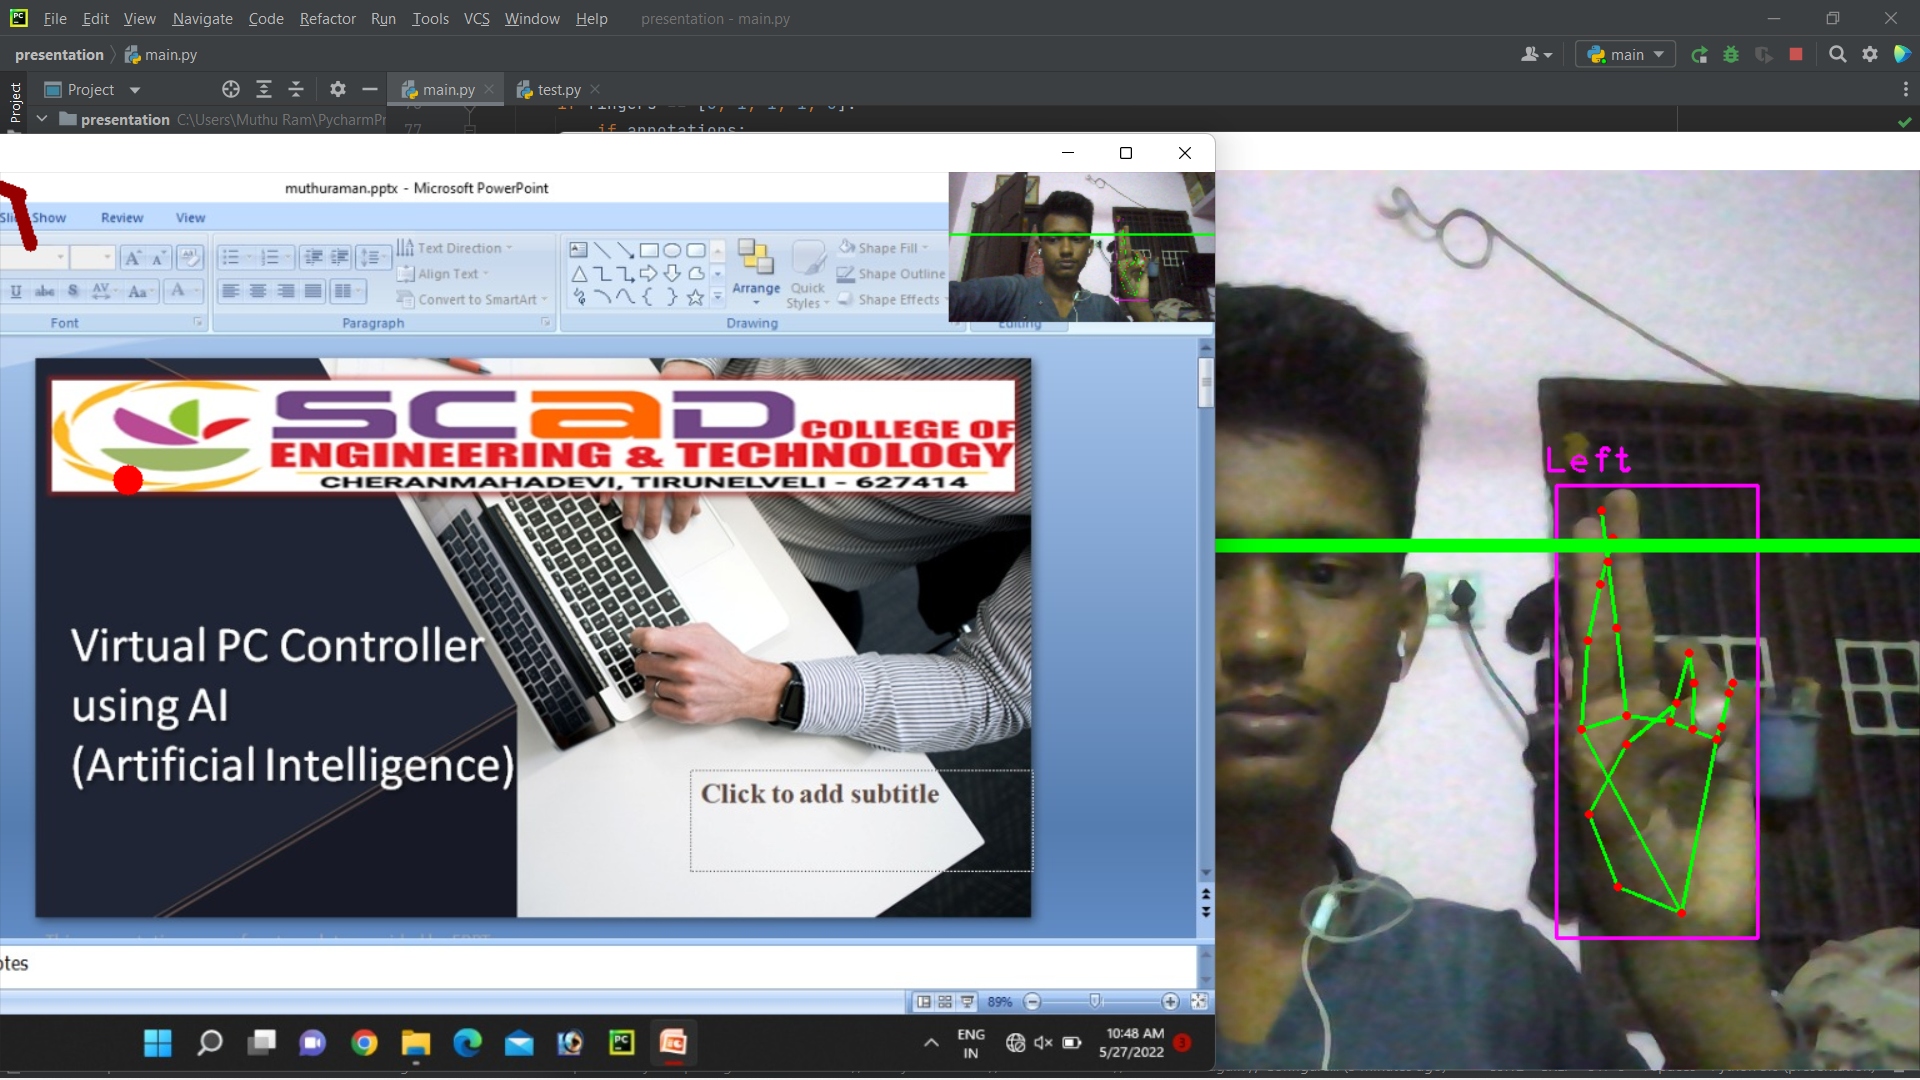 File Edit View Navigate Code Refactor Run Tools VCS Window Help presentation - main.py
presentation main.py
main
Project
Project
main.py
test.py
presentation C:\Users\Muthu Ram\PycharmPr
77
if annotations:
muthuraman.pptx - Microsoft PowerPoint
Show Review View
Text Direction
Align Text
Convert to SmartArt
Arrange
Quick Styles
Shape Fill
Shape Outline
Shape Effects
Font Paragraph Drawing Editing
SCAD COLLEGE OF
ENGINEERING & TECHNOLOGY
CHERANMAHADEVI, TIRUNELVELI - 627414
Virtual PC Controller
using AI
(Artificial Intelligence)
Click to add subtitle
Left
otes
89%
ENG
IN
10:48 AM
5/27/2022
3